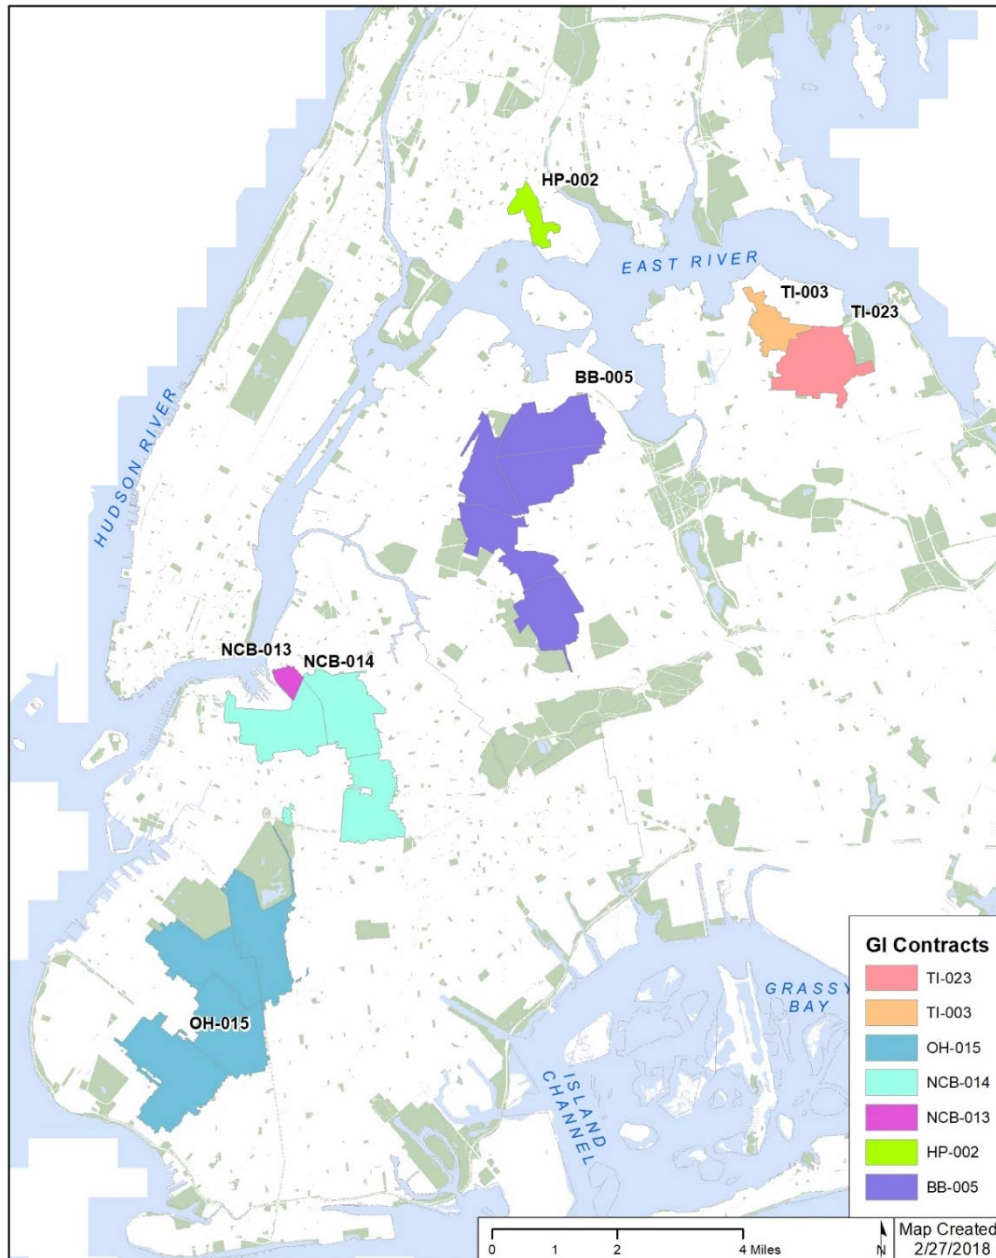 HP-002
EAST RIVER
TI-003
TI-023
BB-005
HUDSON RIVER
NCB-013
NCB-014
OH-015
GRASSY
BAY
ISLAND
CHANNEL
GI Contracts
TI-023
TI-003
OH-015
NCB-014
NCB-013
HP-002
BB-005
0 1 2 4 Miles
N
Map Created
2/27/2018